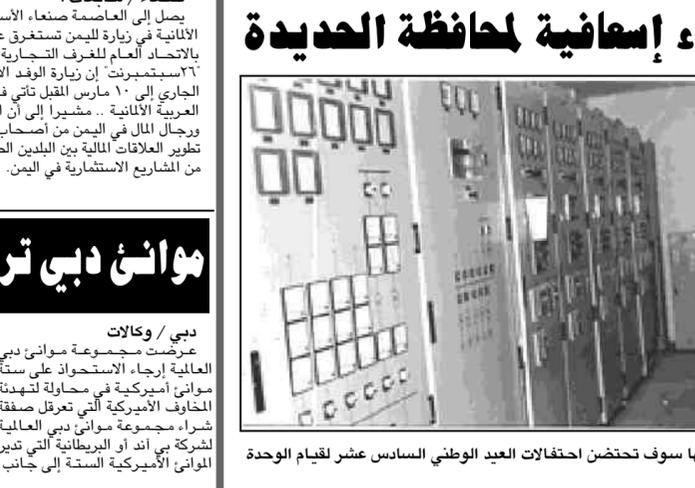 ء إسعافية لمحافظة الحديدة
ها سوف تحتضن احتفالات العيد الوطني السادس عشر لقيام الوحدة
يصل إلى العاصمة صنعاء
الألمانية في زيارة لليمن تستغرق
بالاتحاد العام للغرف التجارية
"٢٦سبتمبرنت" إن زيارة الوفد
الجاري إلى ١٠ مارس المقبل تأتي
العربية الألمانية .. مشيرا إلى أن
ورجال المال في اليمن من أصحاب
تطوير العلاقات المالية بين البلدين
من المشاريع الاستثمارية في اليمن.
موانئ دبي
دبي / وكالات
عرضت مجموعة موانئ دبي
العالمية إرجاء الاستحواذ على ستة
موانئ أميركية في محاولة لتهدئة
المخاوف الأميركية التي تعرقل صفقة
شراء مجموعة موانئ دبي العالمية
لشركة بي آند أو البريطانية التي تدير
الموانئ الأميركية الستة إلى جانب